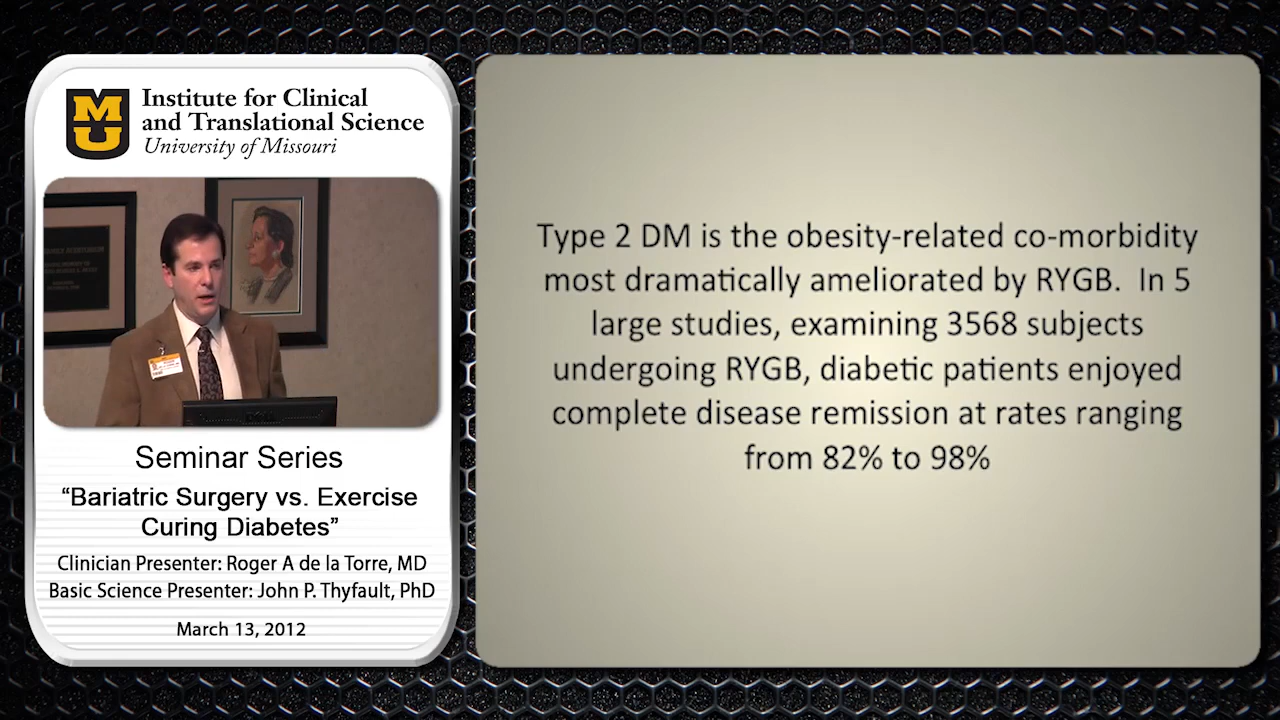 MU
Institute for Clinical
and Translational Science
University of Missouri
Seminar Series
“Bariatric Surgery vs. Exercise
Curing Diabetes”
Clinician Presenter: Roger A de la Torre, MD
Basic Science Presenter: John P. Thyfault, PhD
March 13, 2012
Type 2 DM is the obesity-related co-morbidity
most dramatically ameliorated by RYGB.  In 5
large studies, examining 3568 subjects
undergoing RYGB, diabetic patients enjoyed
complete disease remission at rates ranging
from 82% to 98%